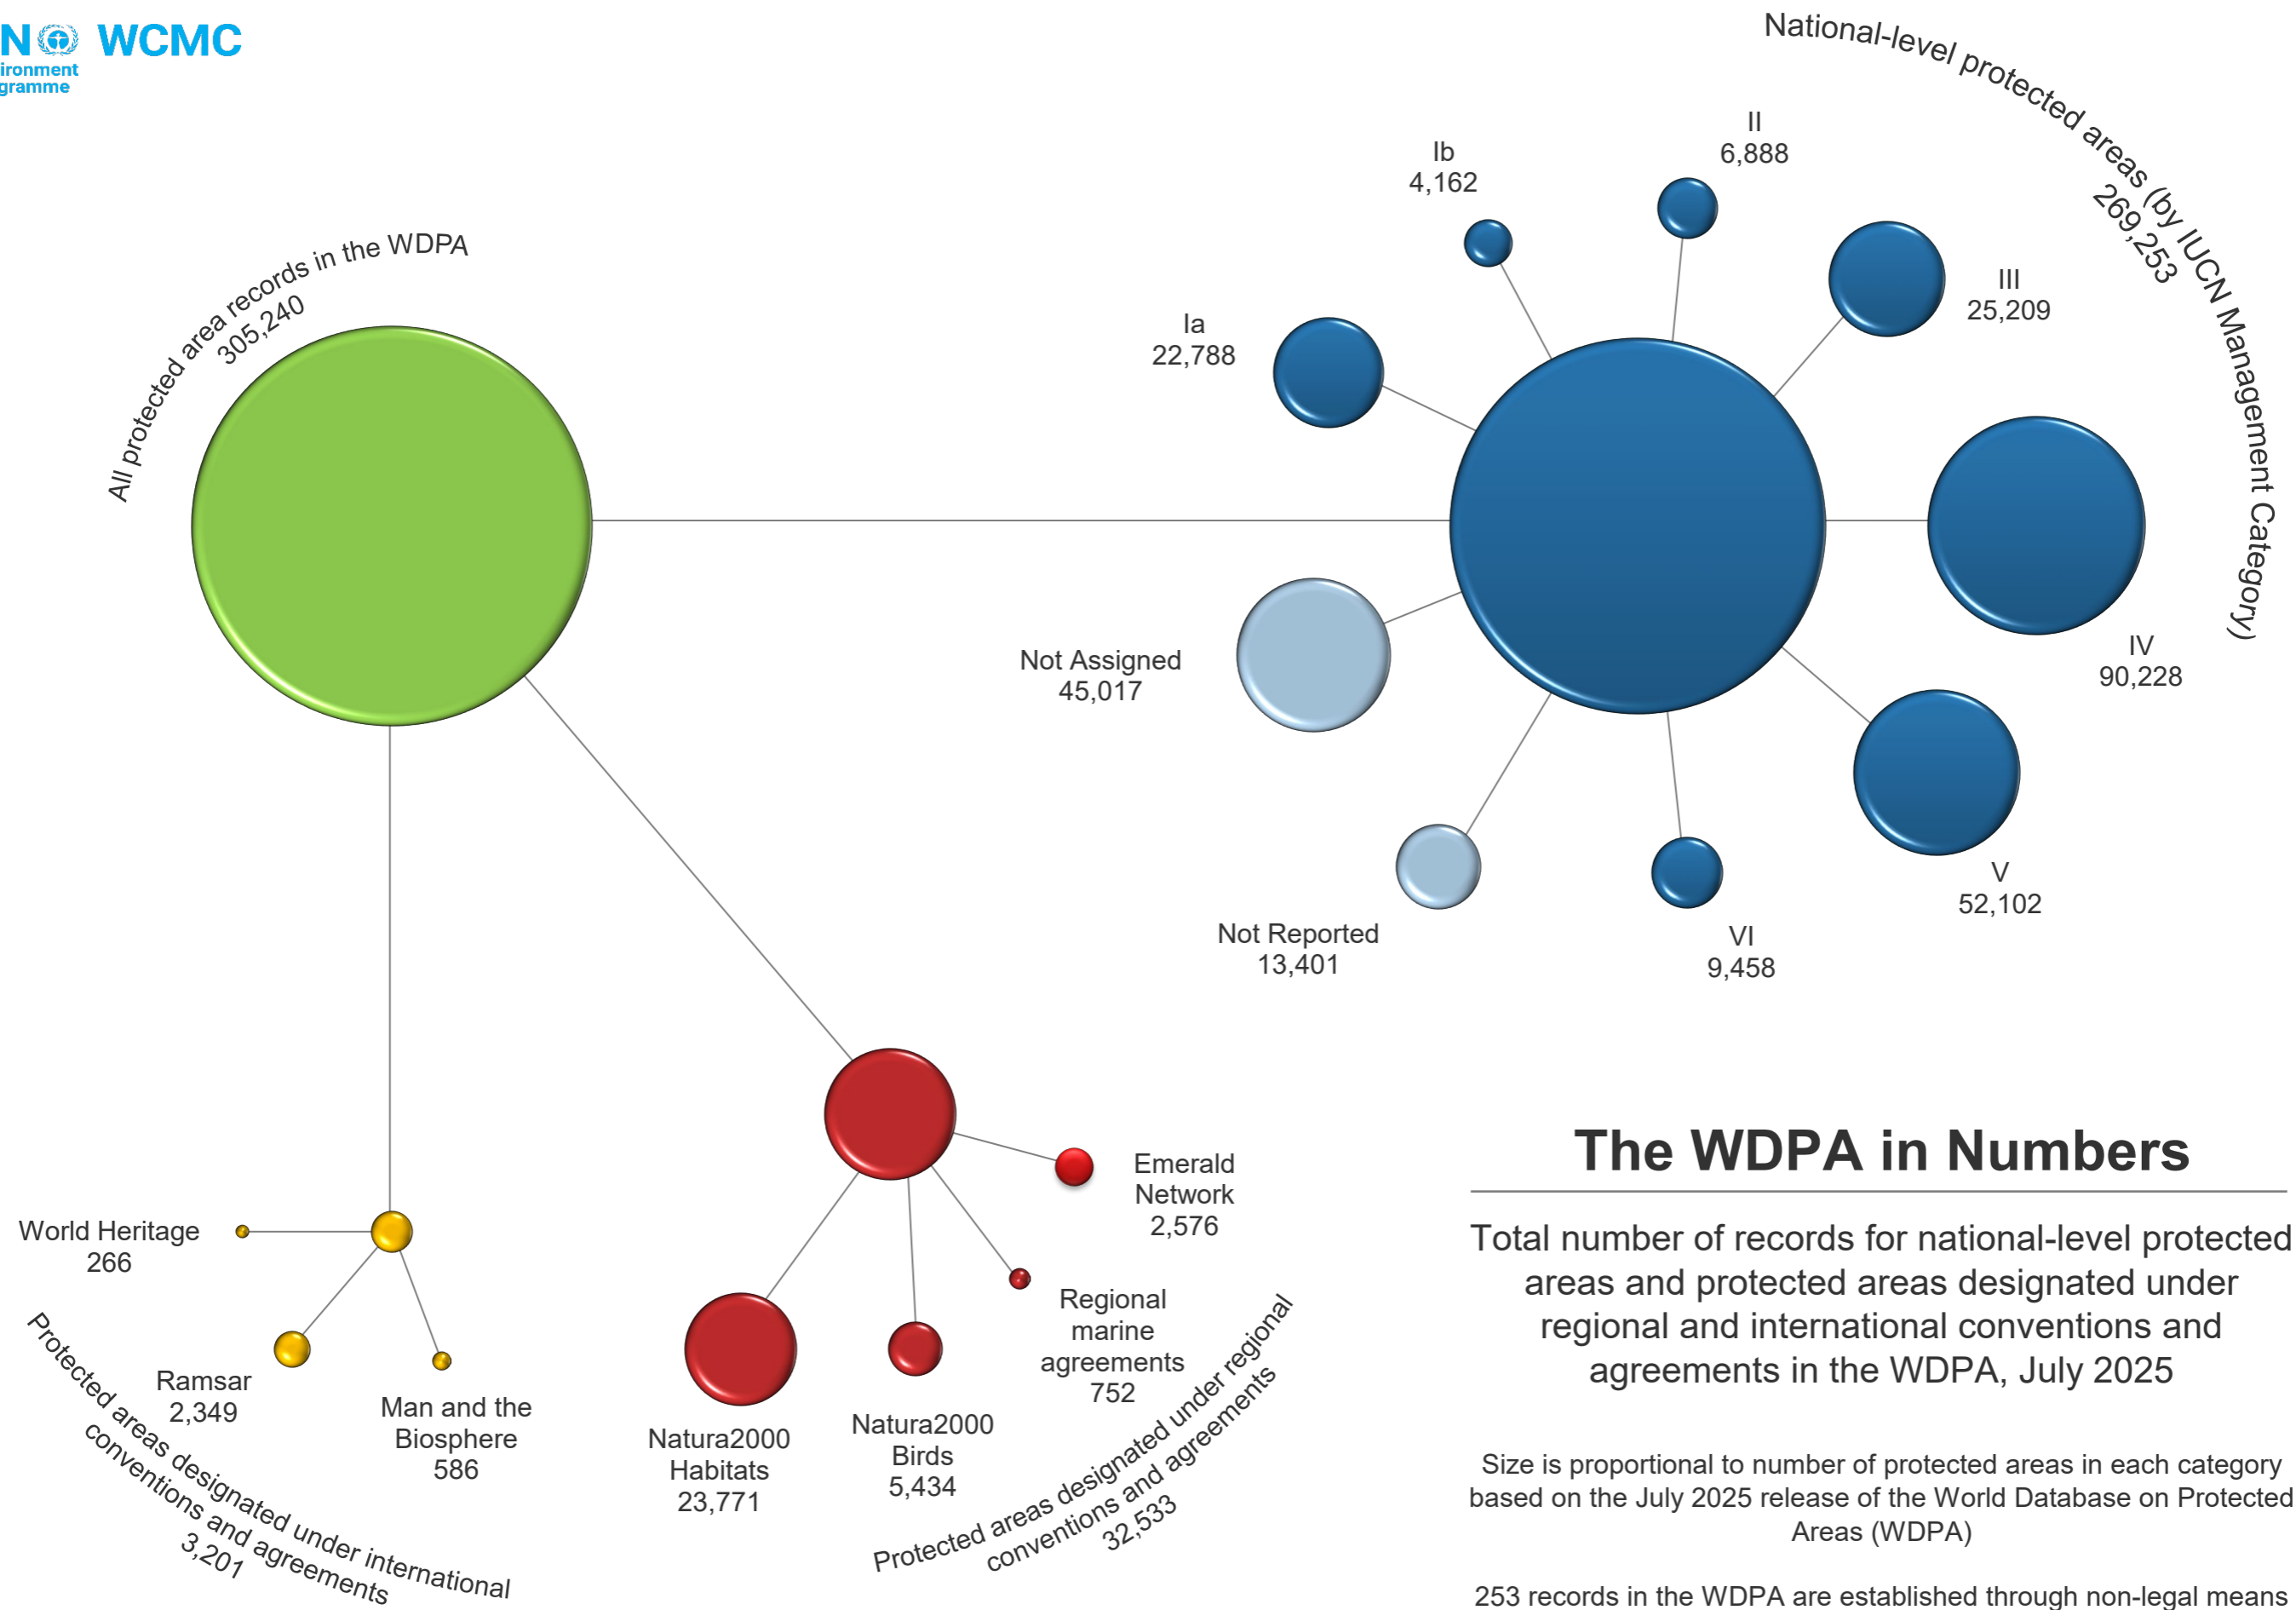 N WCMC
ironment
gramme
National-level protected areas (by IUCN Management Category)
269,253
All protected area records in the WDPA
305,240
Ib
4,162
II
6,888
III
25,209
Ia
22,788
IV
90,228
Not Assigned
45,017
V
52,102
Not Reported
13,401
VI
9,458
World Heritage
266
Ramsar
2,349
Man and the
Biosphere
586
Protected areas designated under international
conventions and agreements
3,201
Emerald
Network
2,576
Regional
marine
agreements
752
Natura2000
Birds
5,434
Natura2000
Habitats
23,771
Protected areas designated under regional
conventions and agreements
32,533
The WDPA in Numbers
Total number of records for national-level protected
areas and protected areas designated under
regional and international conventions and
agreements in the WDPA, July 2025
Size is proportional to number of protected areas in each category
based on the July 2025 release of the World Database on Protected
Areas (WDPA)
253 records in the WDPA are established through non-legal means